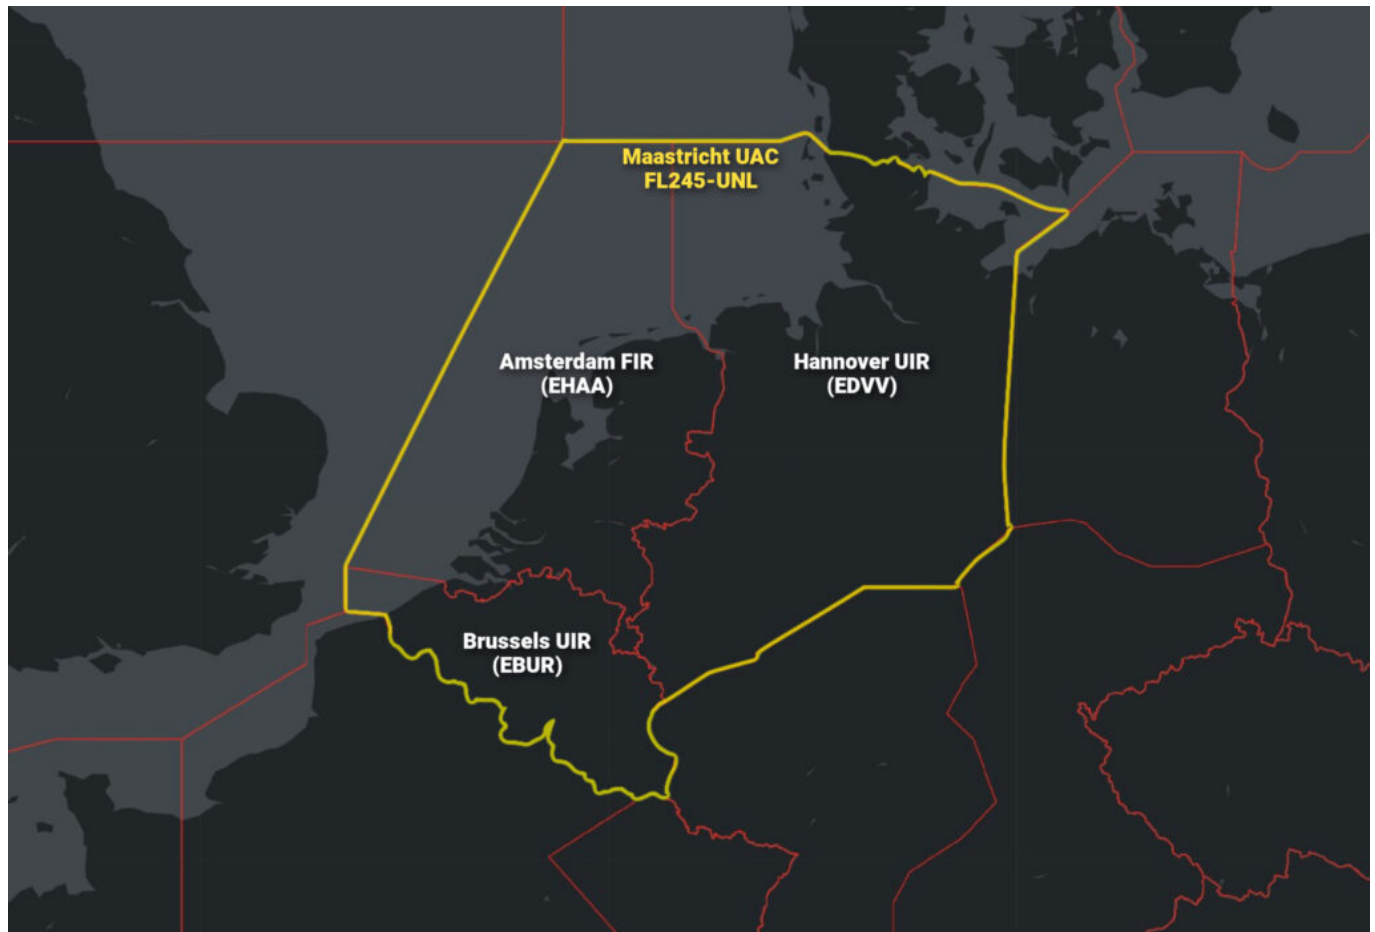 Maastricht UAC
FL245-UNL
Amsterdam FIR
(EHAA)
Hannover UIR
(EDVV)
Brussels UIR
(EBUR)